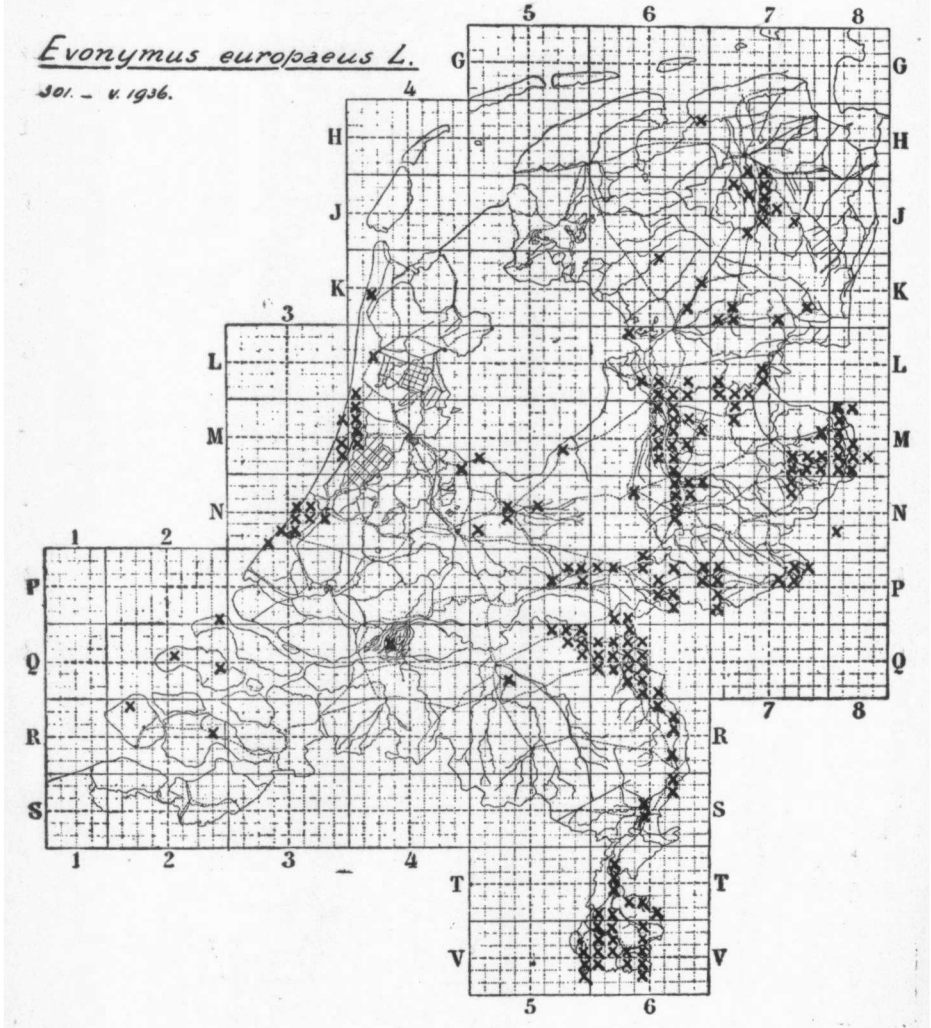 Evonymus europaeus L.
301. — V. 1936.
5 6 7 8
G G
4
H H
J J
K K
3
L L
M M
N N
1 2
P P
Q Q
7 8
R R
S S
1 2 3 4
T T
V V
5 6